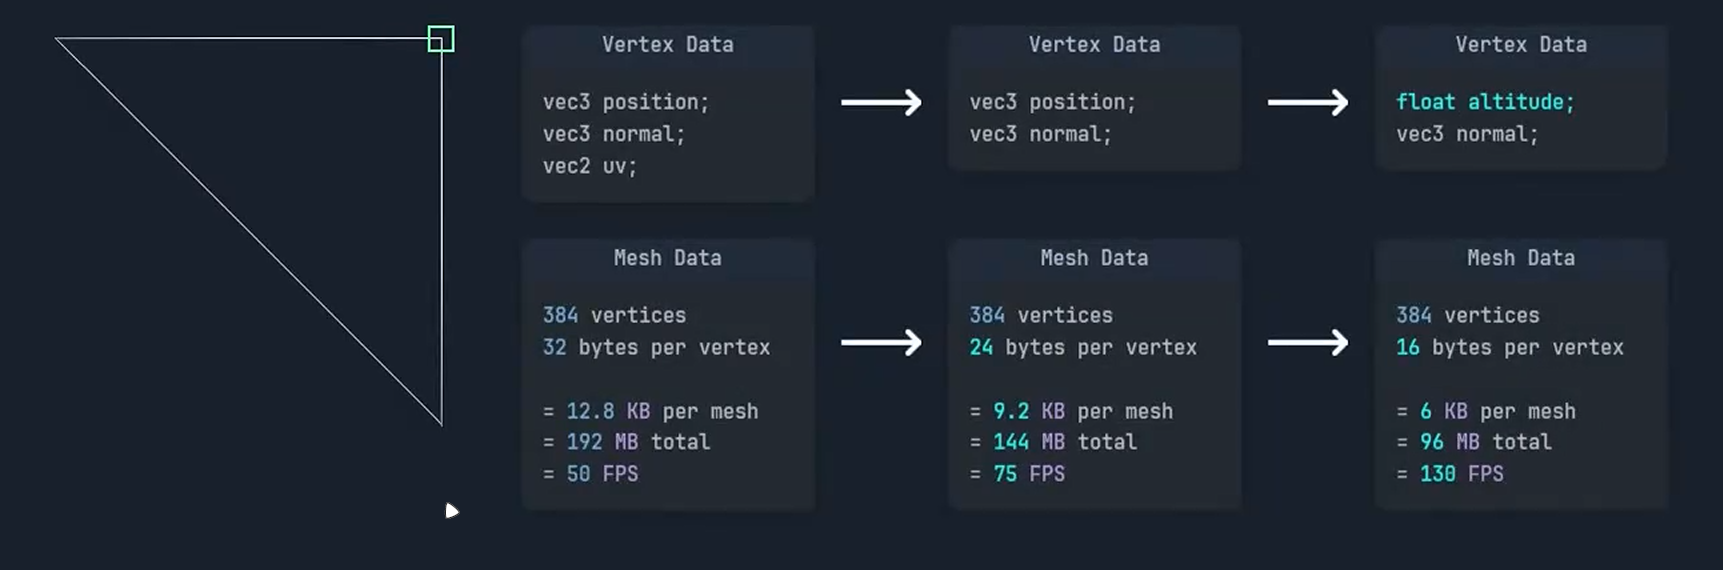 Vertex Data
vec3 position;
vec3 normal;
vec2 uv;
Vertex Data
vec3 position;
vec3 normal;
Vertex Data
float altitude;
vec3 normal;
Mesh Data
384 vertices
32 bytes per vertex
= 12.8 KB per mesh
= 192 MB total
= 50 FPS
Mesh Data
384 vertices
24 bytes per vertex
= 9.2 KB per mesh
= 144 MB total
= 75 FPS
Mesh Data
384 vertices
16 bytes per vertex
= 6 KB per mesh
= 96 MB total
= 130 FPS